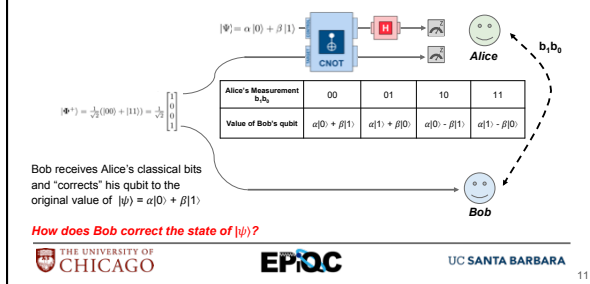 |Ψ⟩= α |0⟩ + β |1⟩
H
z
z
CNOT
Alice
b₁b₀
|Φ⁺⟩ = 1/√2(|00⟩ + |11⟩) = 1/√2 [1 0 0 1]
Alice's Measurement b₁b₀ 00 01 10 11
Value of Bob's qubit α|0⟩ + β|1⟩ α|1⟩ + β|0⟩ α|0⟩ - β|1⟩ α|1⟩ - β|0⟩
Bob receives Alice's classical bits
and "corrects" his qubit to the
original value of |ψ⟩ = α|0⟩ + β|1⟩
Bob
How does Bob correct the state of |ψ⟩?
THE UNIVERSITY OF
CHICAGO
EPiQC
UC SANTA BARBARA
11